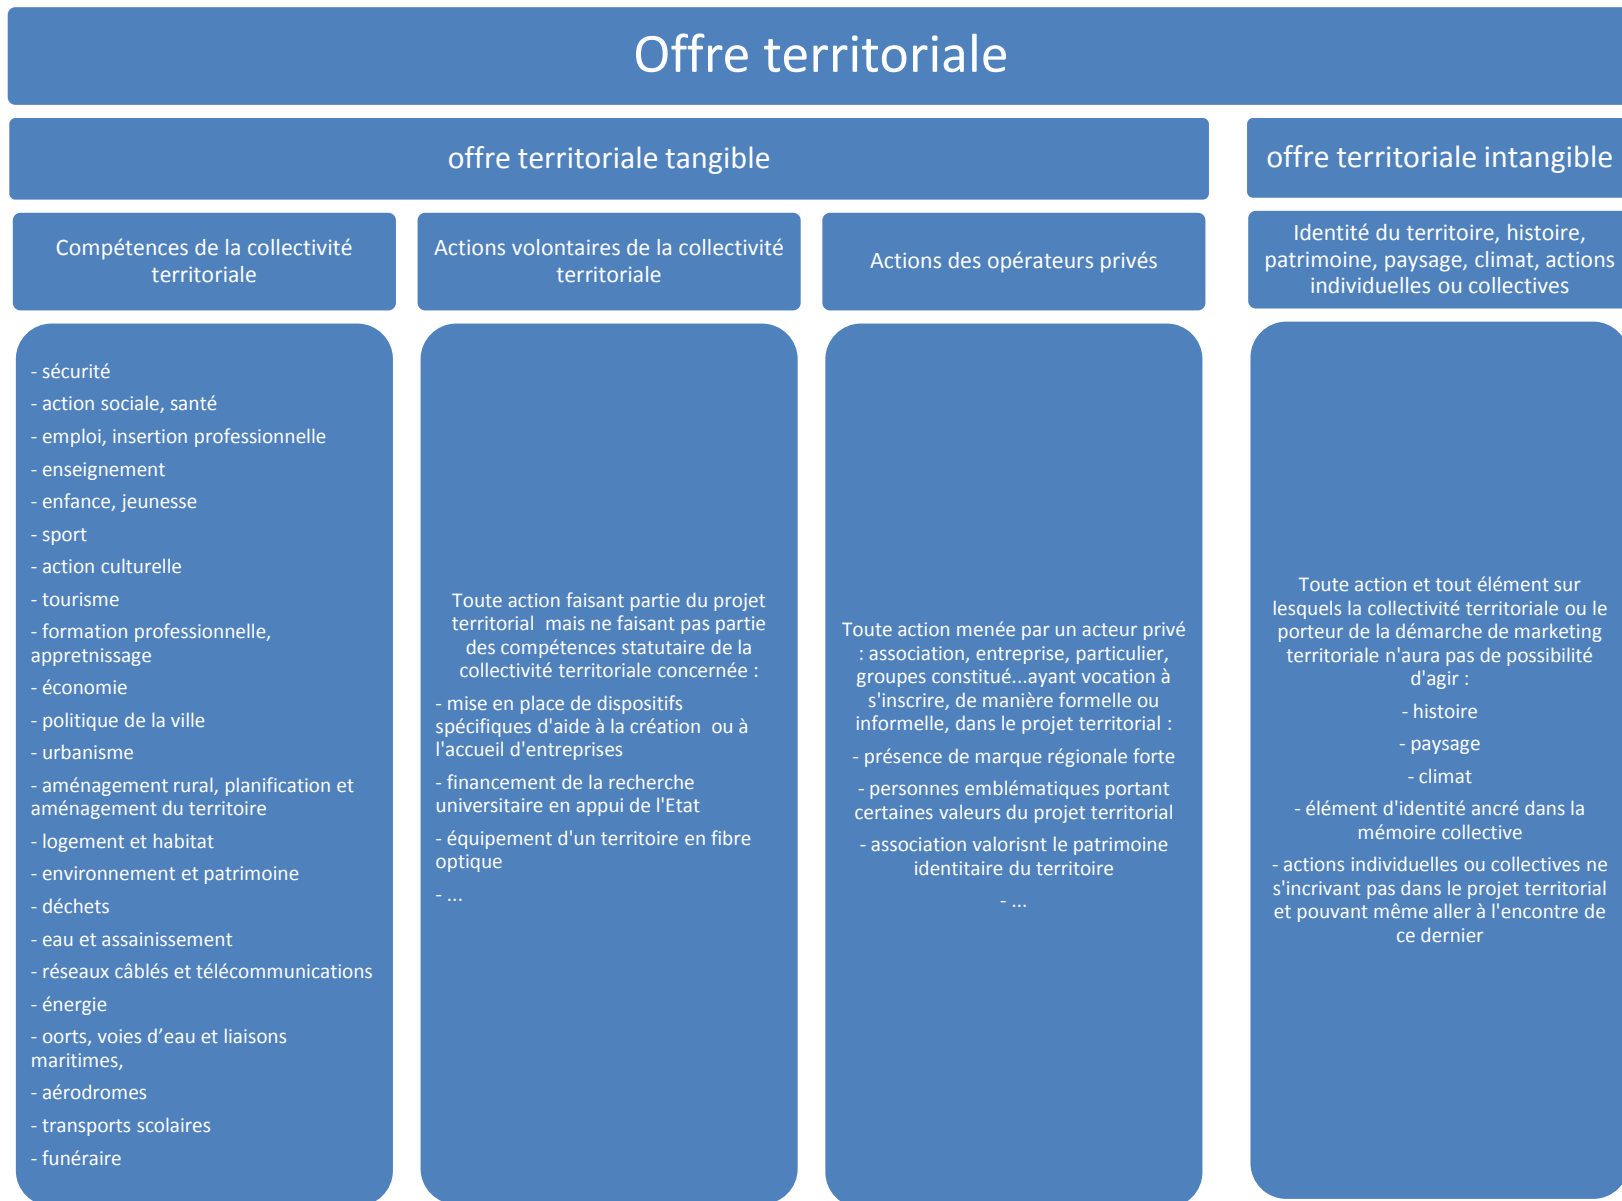 Offre territoriale
offre territoriale tangible
offre territoriale intangible
Compétences de la collectivité
territoriale
Actions volontaires de la collectivité
territoriale
Actions des opérateurs privés
Identité du territoire, histoire,
patrimoine, paysage, climat, actions
individuelles ou collectives
- sécurité
- action sociale, santé
- emploi, insertion professionnelle
- enseignement
- enfance, jeunesse
- sport
- action culturelle
- tourisme
- formation professionnelle,
appretnissage
- économie
- politique de la ville
- urbanisme
- aménagement rural, planification et
aménagement du territoire
- logement et habitat
- environnement et patrimoine
- déchets
- eau et assainissement
- réseaux câblés et télécommunications
- énergie
- oorts, voies d’eau et liaisons
maritimes,
- aérodromes
- transports scolaires
- funéraire
Toute action faisant partie du projet
territorial  mais ne faisant pas partie
des compétences statutaire de la
collectivité territoriale concernée :
- mise en place de dispositifs
spécifiques d'aide à la création  ou à
l'accueil d'entreprises
- financement de la recherche
universitaire en appui de l'Etat
- équipement d'un territoire en fibre
optique
- ...
Toute action menée par un acteur privé
: association, entreprise, particulier,
groupes constitué...ayant vocation à
s'inscrire, de manière formelle ou
informelle, dans le projet territorial :
- présence de marque régionale forte
- personnes emblématiques portant
certaines valeurs du projet territorial
- association valorisnt le patrimoine
identitaire du territoire
- ...
Toute action et tout élément sur
lesquels la collectivité territoriale ou le
porteur de la démarche de marketing
territoriale n'aura pas de possibilité
d'agir :
- histoire
- paysage
- climat
- élément d'identité ancré dans la
mémoire collective
- actions individuelles ou collectives ne
s'incrivant pas dans le projet territorial
et pouvant même aller à l'encontre de
ce dernier